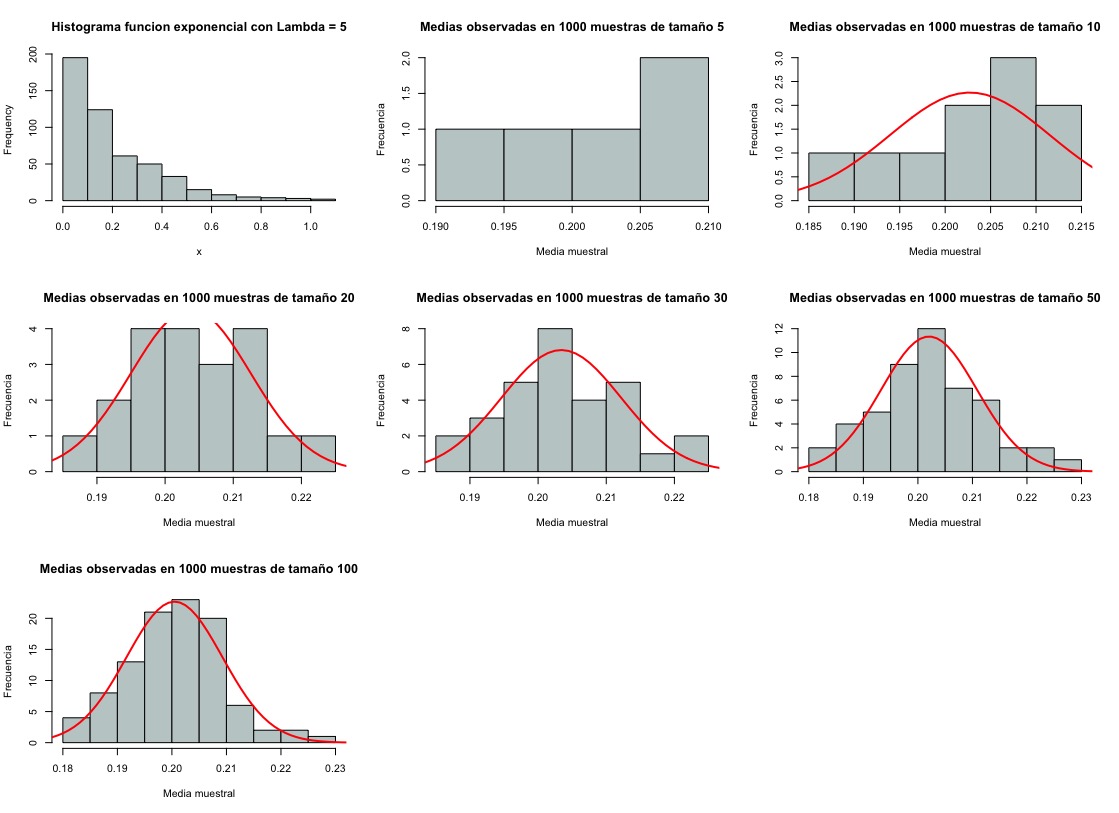 Histograma funcion exponencial con Lambda = 5
Frequency
0 50 100 150 200
0.0 0.2 0.4 0.6 0.8 1.0
x
Medias observadas en 1000 muestras de tamaño 5
Frecuencia
0.0 0.5 1.0 1.5 2.0
0.190 0.195 0.200 0.205 0.210
Media muestral
Medias observadas en 1000 muestras de tamaño 10
Frecuencia
0.0 0.5 1.0 1.5 2.0 3.0
0.185 0.190 0.195 0.200 0.205 0.210 0.215
Media muestral
Medias observadas en 1000 muestras de tamaño 20
Frecuencia
0 1 2 3 4
0.19 0.20 0.21 0.22
Media muestral
Medias observadas en 1000 muestras de tamaño 30
Frecuencia
0 2 4 6 8
0.19 0.20 0.21 0.22
Media muestral
Medias observadas en 1000 muestras de tamaño 50
Frecuencia
0 2 4 6 8 10 12
0.18 0.19 0.20 0.21 0.22 0.23
Media muestral
Medias observadas en 1000 muestras de tamaño 100
Frecuencia
0 5 10 15 20
0.18 0.19 0.20 0.21 0.22 0.23
Media muestral